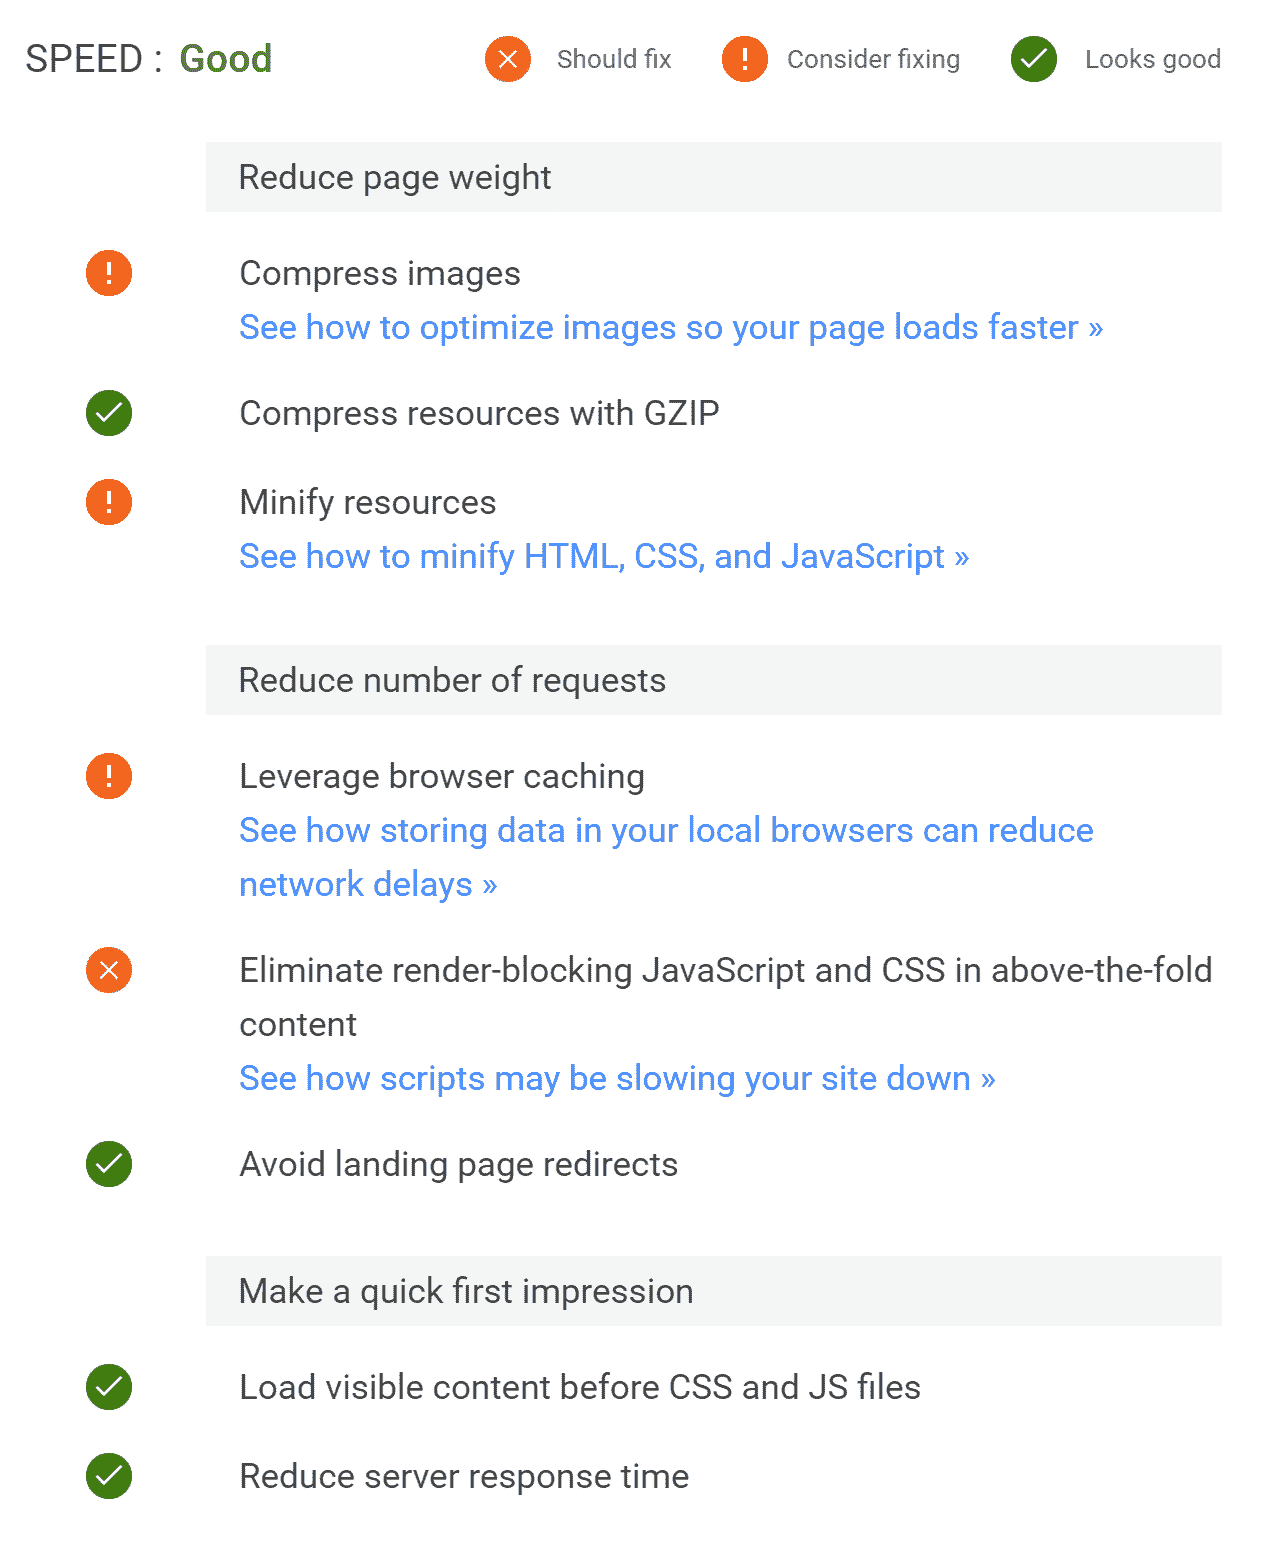 SPEED : Good
Should fix
Consider fixing
Looks good
Reduce page weight
Compress images
See how to optimize images so your page loads faster »
Compress resources with GZIP
Minify resources
See how to minify HTML, CSS, and JavaScript »
Reduce number of requests
Leverage browser caching
See how storing data in your local browsers can reduce
network delays »
Eliminate render-blocking JavaScript and CSS in above-the-fold
content
See how scripts may be slowing your site down »
Avoid landing page redirects
Make a quick first impression
Load visible content before CSS and JS files
Reduce server response time